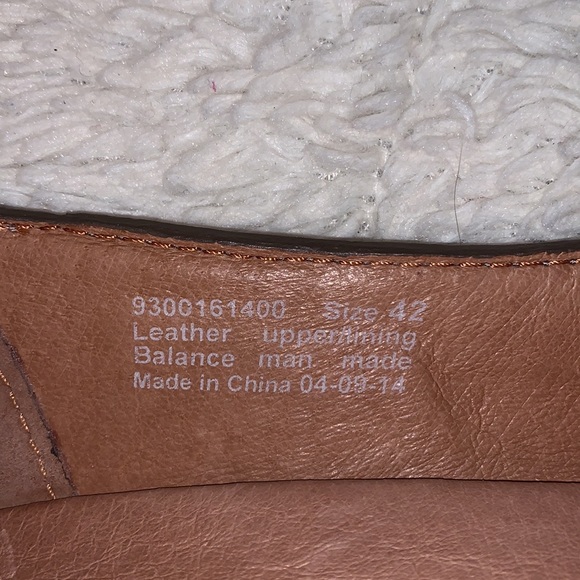 9300161400 Size 42
Leather upper/lining
Balance man made
Made in China 04-09-14